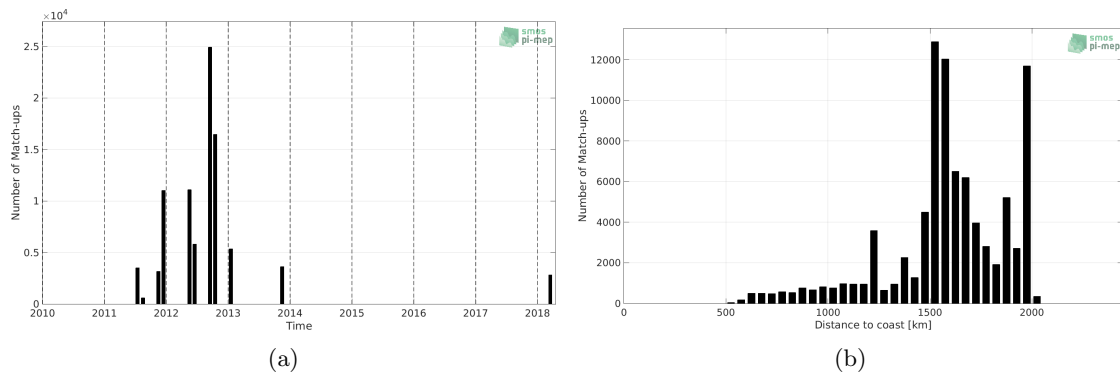 ×10⁴
2.5
2
1.5
1
0.5
0
Number of Match-ups
2010 2011 2012 2013 2014 2015 2016 2017 2018
Time
smos
pi-mep
(a)
12000
10000
8000
6000
4000
2000
0
Number of Match-ups
0 500 1000 1500 2000
Distance to coast [km]
smos
pi-mep
(b)